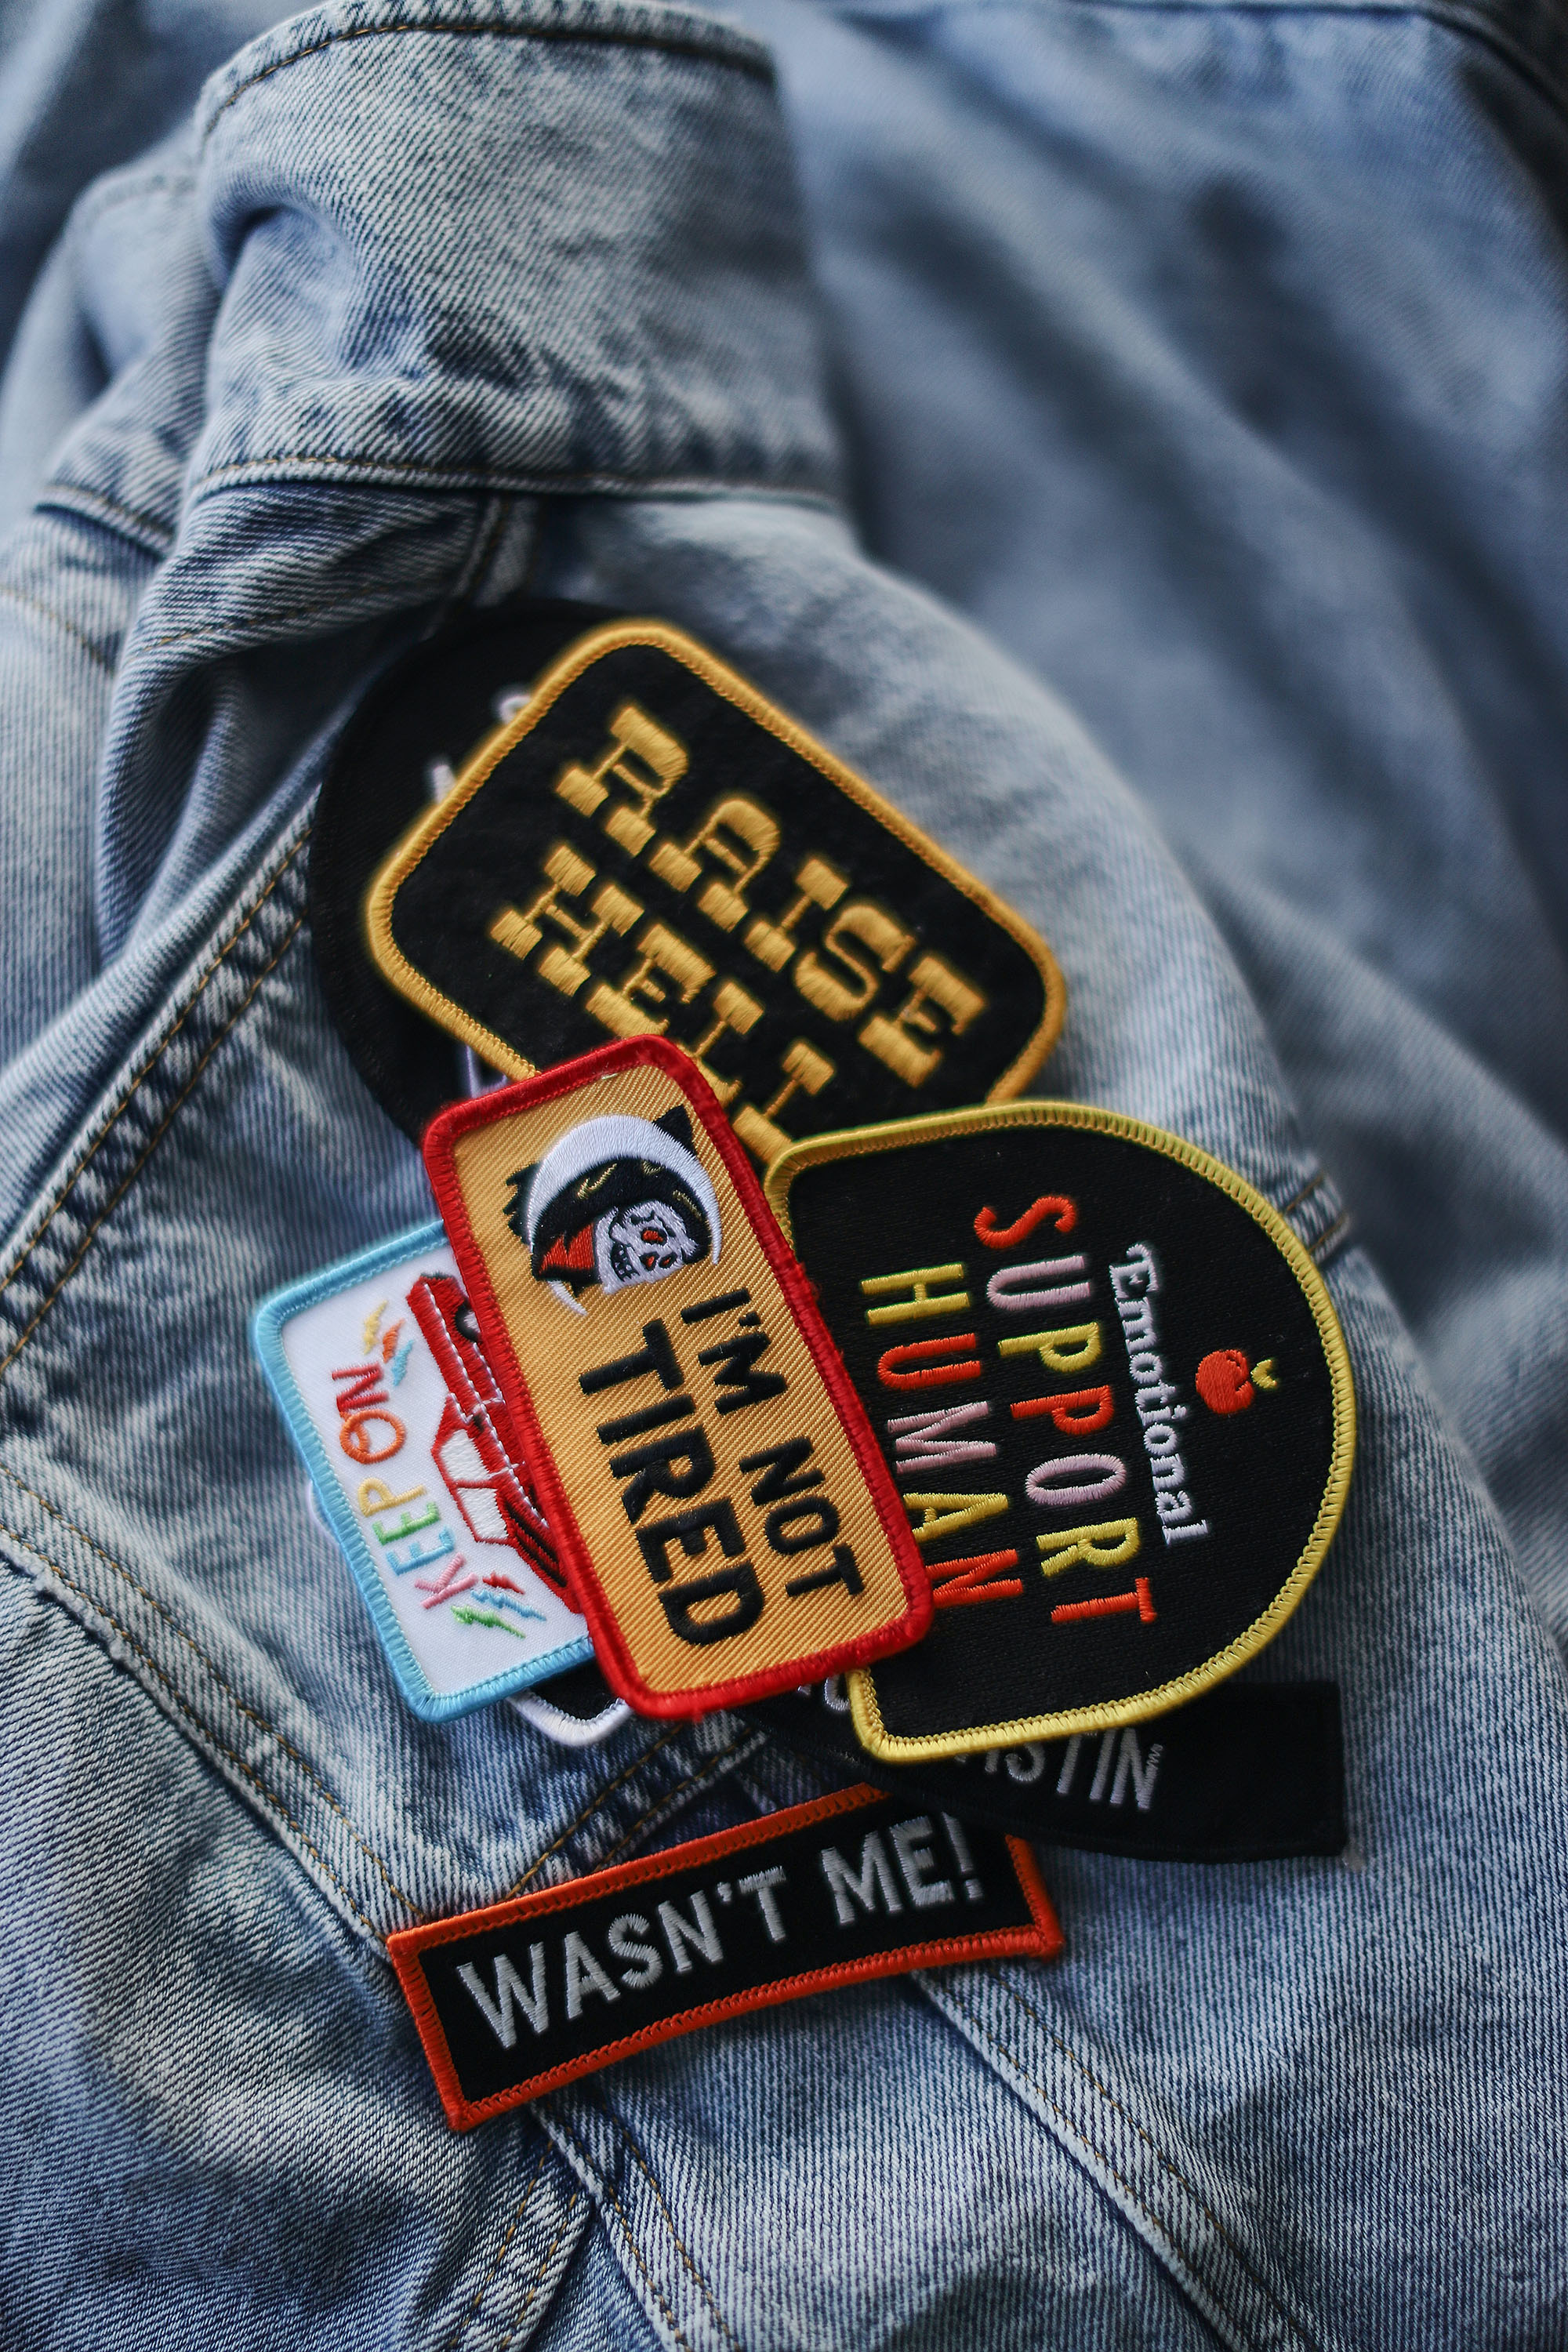 RAISE
HELL
I'M NOT
TIRED
Emotional
SUPPORT
HUMAN
KEEP ON
WASN'T ME!